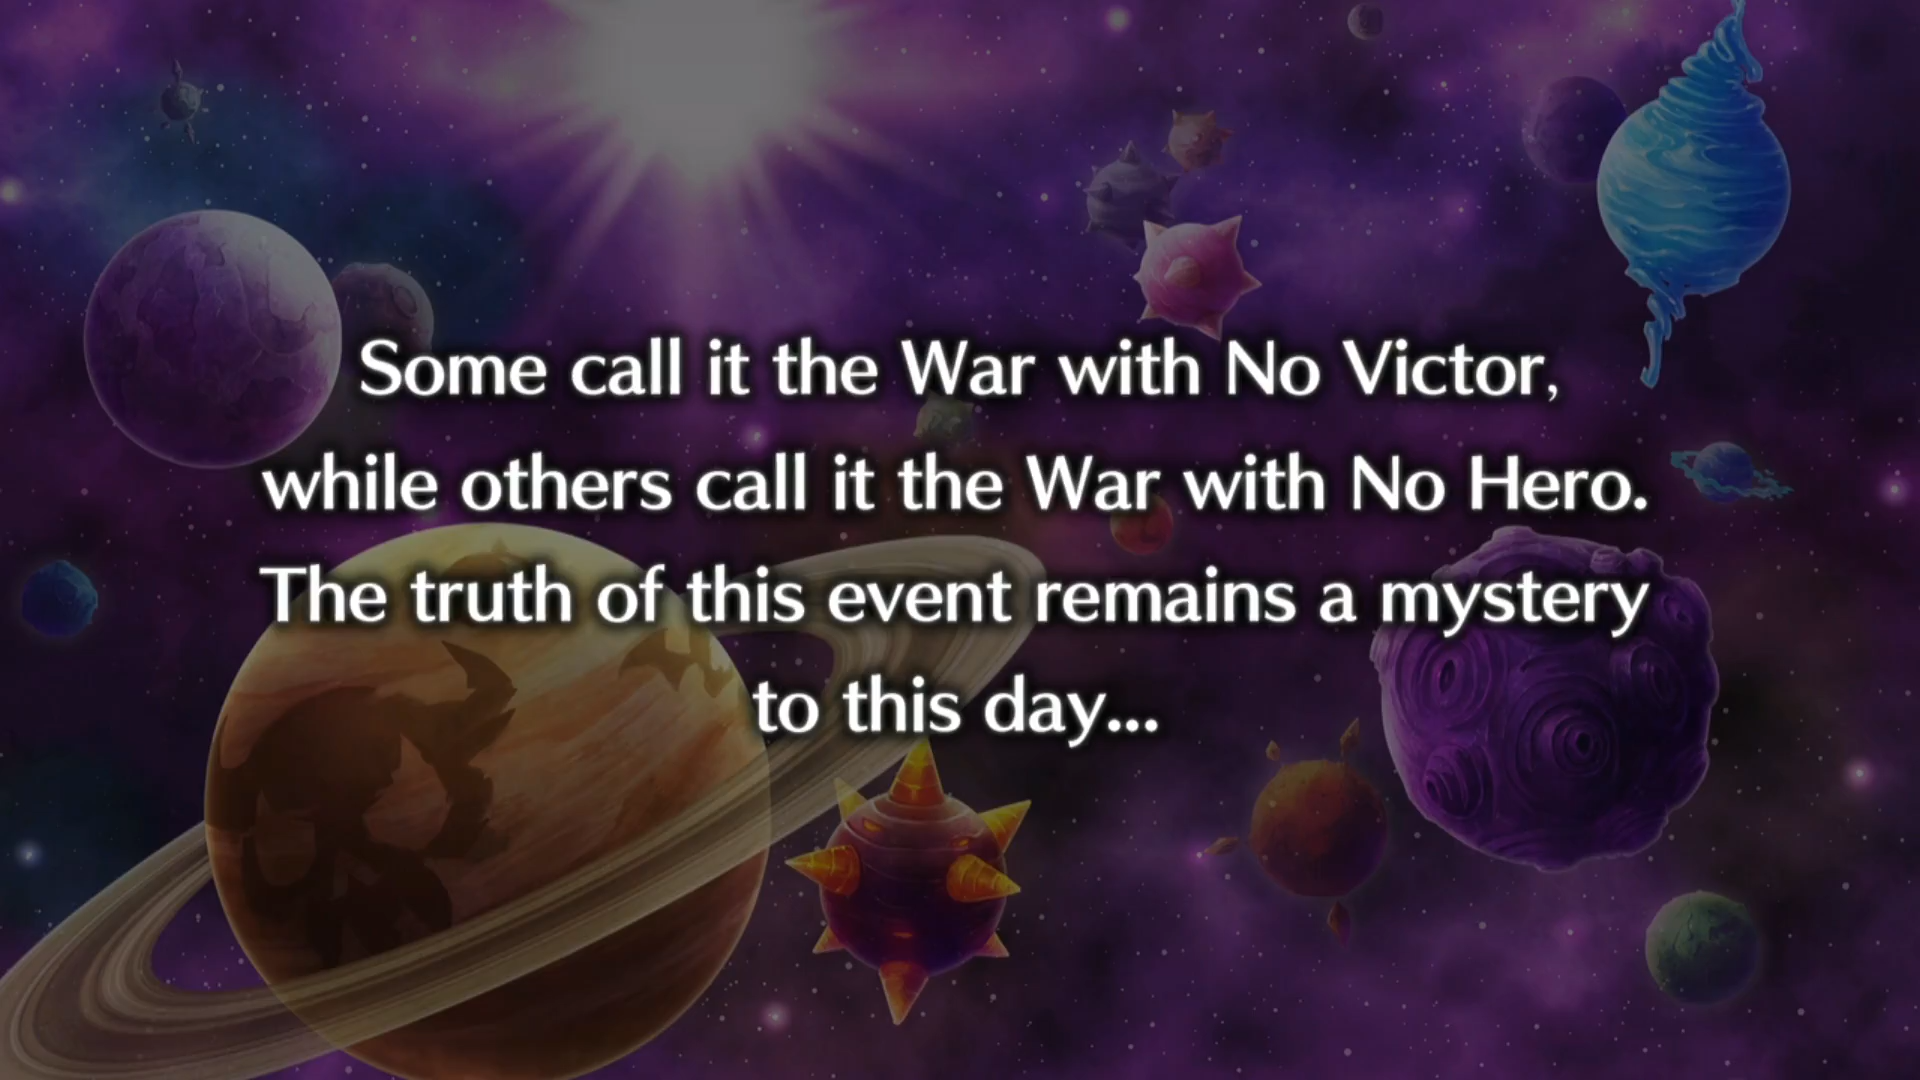 Some call it the War with No Victor,
while others call it the War with No Hero.
The truth of this event remains a mystery
to this day...